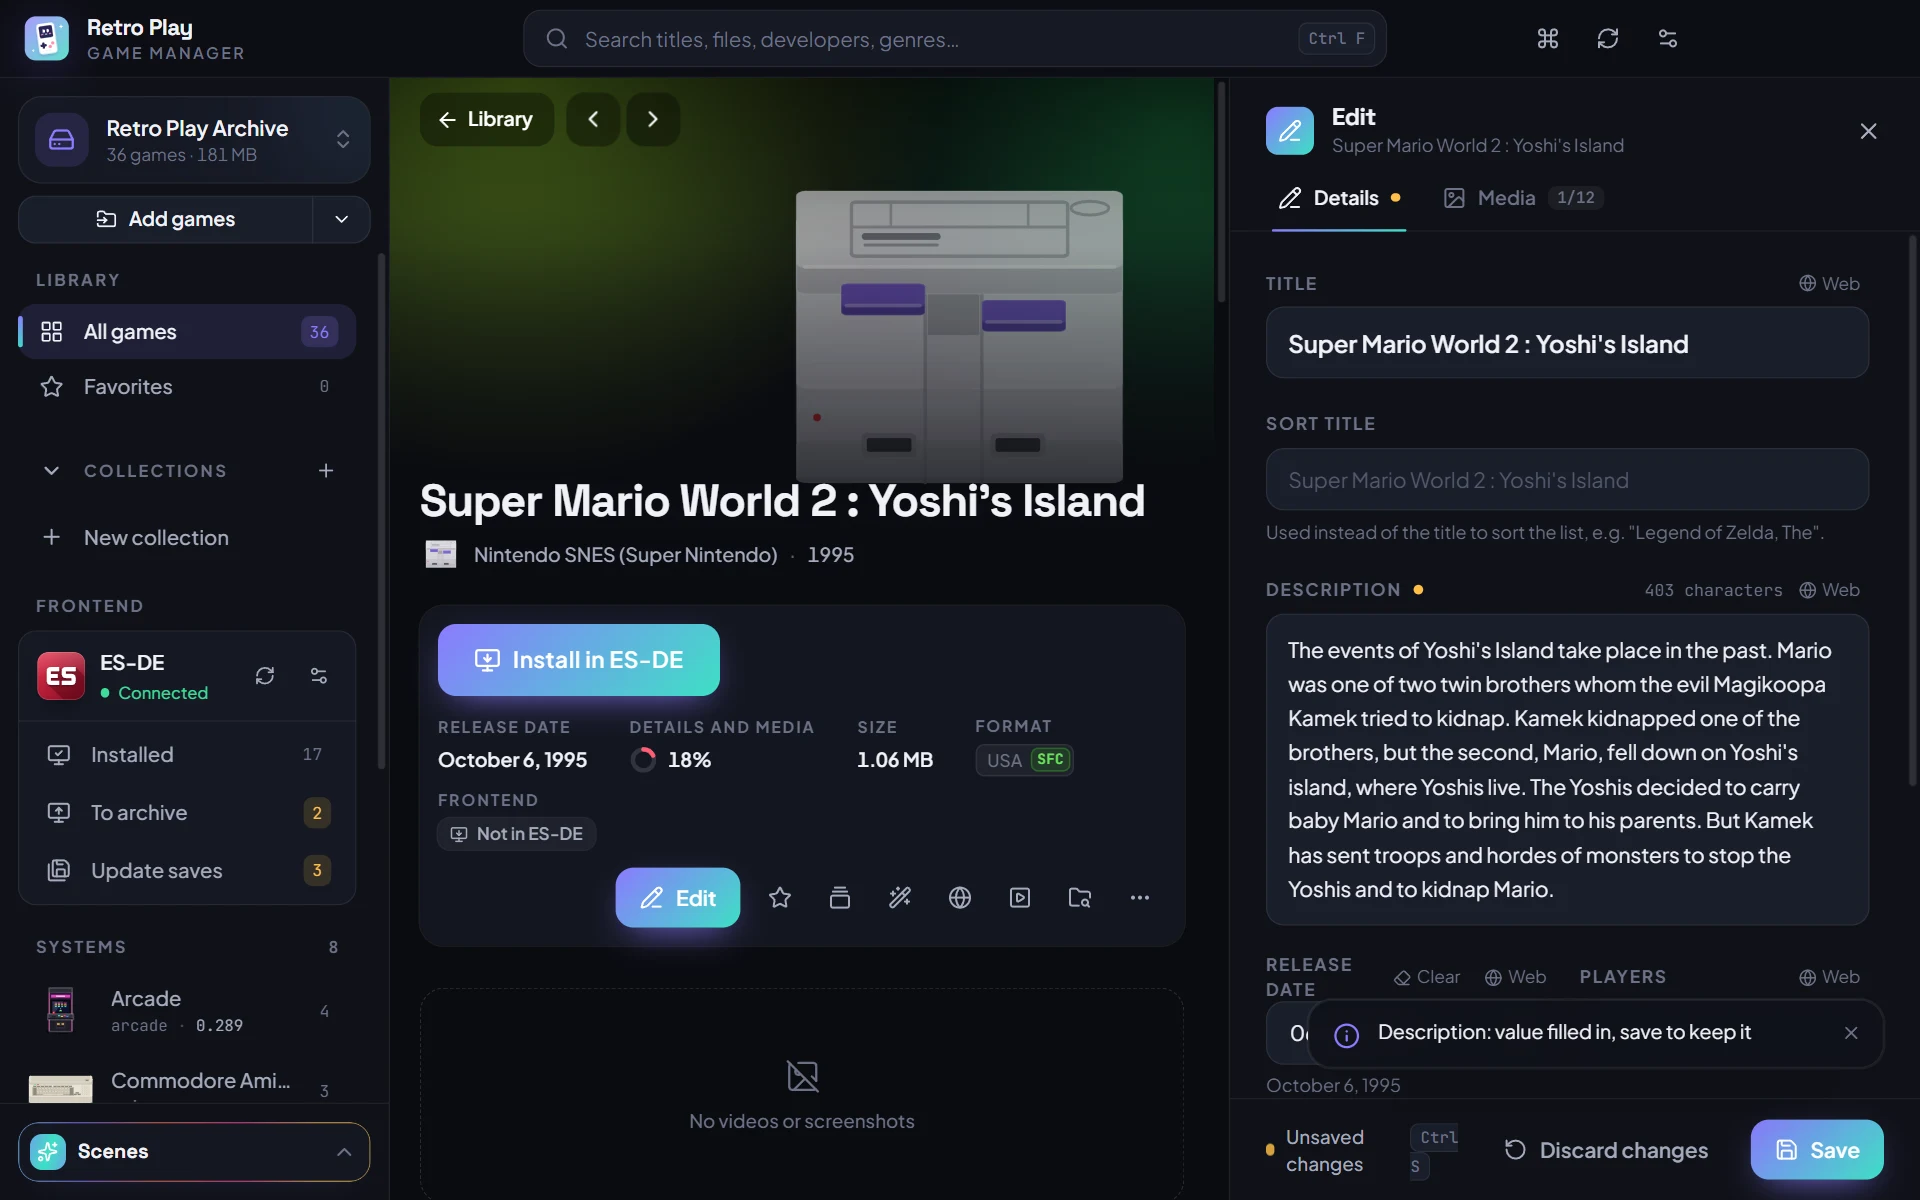 Retro Play
GAME MANAGER
Search titles, files, developers, genres...
Ctrl F
Retro Play Archive
36 games · 181 MB
Add games
LIBRARY
All games
36
Favorites
0
COLLECTIONS
New collection
FRONTEND
ES
ES-DE
Connected
Installed
17
To archive
2
Update saves
3
SYSTEMS
8
Arcade
arcade · 0.289
4
Commodore Ami...
3
Scenes
Library
Super Mario World 2 : Yoshi's Island
Nintendo SNES (Super Nintendo) · 1995
Install in ES-DE
RELEASE DATE
October 6, 1995
DETAILS AND MEDIA
18%
SIZE
1.06 MB
FORMAT
USA SFC
FRONTEND
Not in ES-DE
Edit
No videos or screenshots
Edit
Super Mario World 2 : Yoshi's Island
Details
Media
1/12
TITLE
Web
Super Mario World 2 : Yoshi's Island
SORT TITLE
Super Mario World 2 : Yoshi's Island
Used instead of the title to sort the list, e.g. "Legend of Zelda, The".
DESCRIPTION
403 characters
Web
The events of Yoshi's Island take place in the past. Mario
was one of two twin brothers whom the evil Magikoopa
Kamek tried to kidnap. Kamek kidnapped one of the
brothers, but the second, Mario, fell down on Yoshi's
island, where Yoshis live. The Yoshis decided to carry
baby Mario and to bring him to his parents. But Kamek
has sent troops and hordes of monsters to stop the
Yoshis and to kidnap Mario.
RELEASE
DATE
Clear
Web
PLAYERS
Web
Description: value filled in, save to keep it
October 6, 1995
Unsaved
changes
Ctrl
S
Discard changes
Save